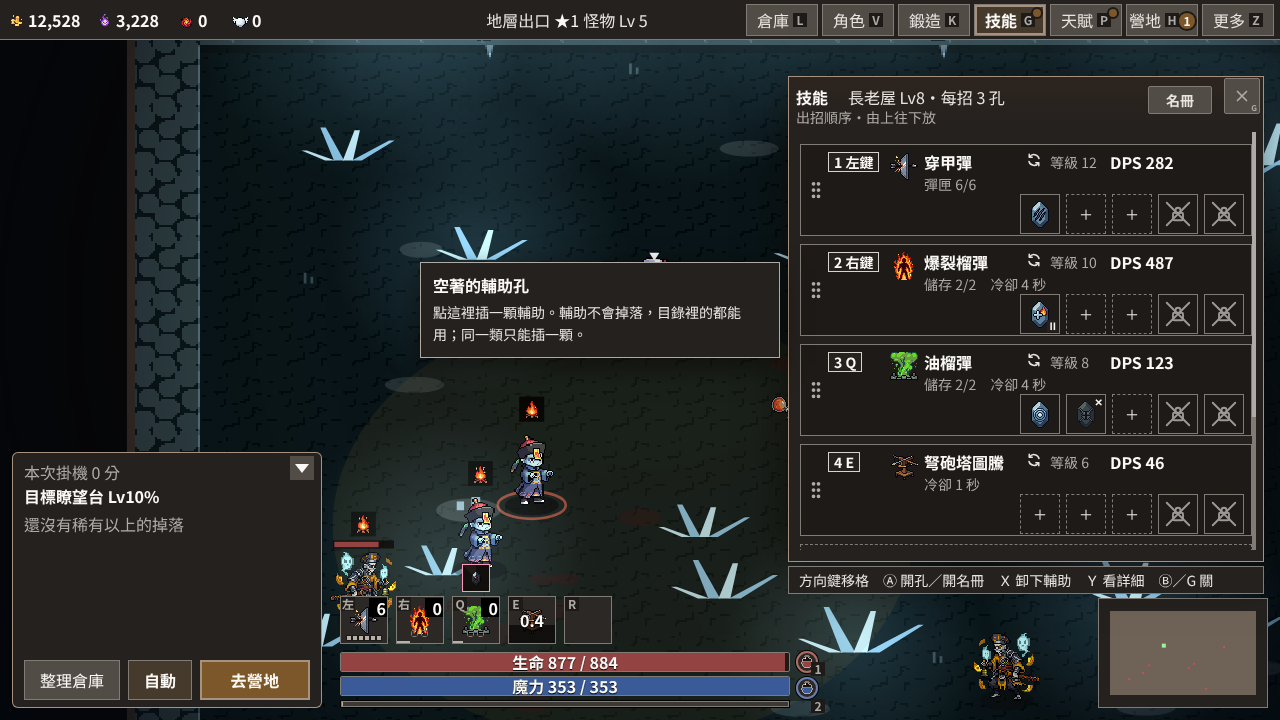 12,528 3,228 0 0
地層出口 ★1 怪物 Lv 5
倉庫 L 角色 V 鍛造 K 技能 G 天賦 P 營地 H 1 更多 Z
技能 長老屋 Lv8・每招 3 孔
出招順序・由上往下放
名冊
G
1 左鍵 穿甲彈 等級 12 DPS 282
彈匣 6/6
+ +
2 右鍵 爆裂榴彈 等級 10 DPS 487
儲存 2/2 冷卻 4 秒
II + +
3 Q 油榴彈 等級 8 DPS 123
儲存 2/2 冷卻 4 秒
+
4 E 弩砲塔圖騰 等級 6 DPS 46
冷卻 1 秒
+ + +
方向鍵移格 Ⓐ 開孔／開名冊 X 卸下輔助 Y 看詳細 Ⓑ／G 關
空著的輔助孔
點這裡插一顆輔助。輔助不會掉落，目錄裡的都能
用；同一類只能插一顆。
本次掛機 0 分
目標瞭望台 Lv10%
還沒有稀有以上的掉落
整理倉庫 自動 去營地
左 6 右 0 Q 0 E 0.4 R
生命 877 / 884 1
魔力 353 / 353
2